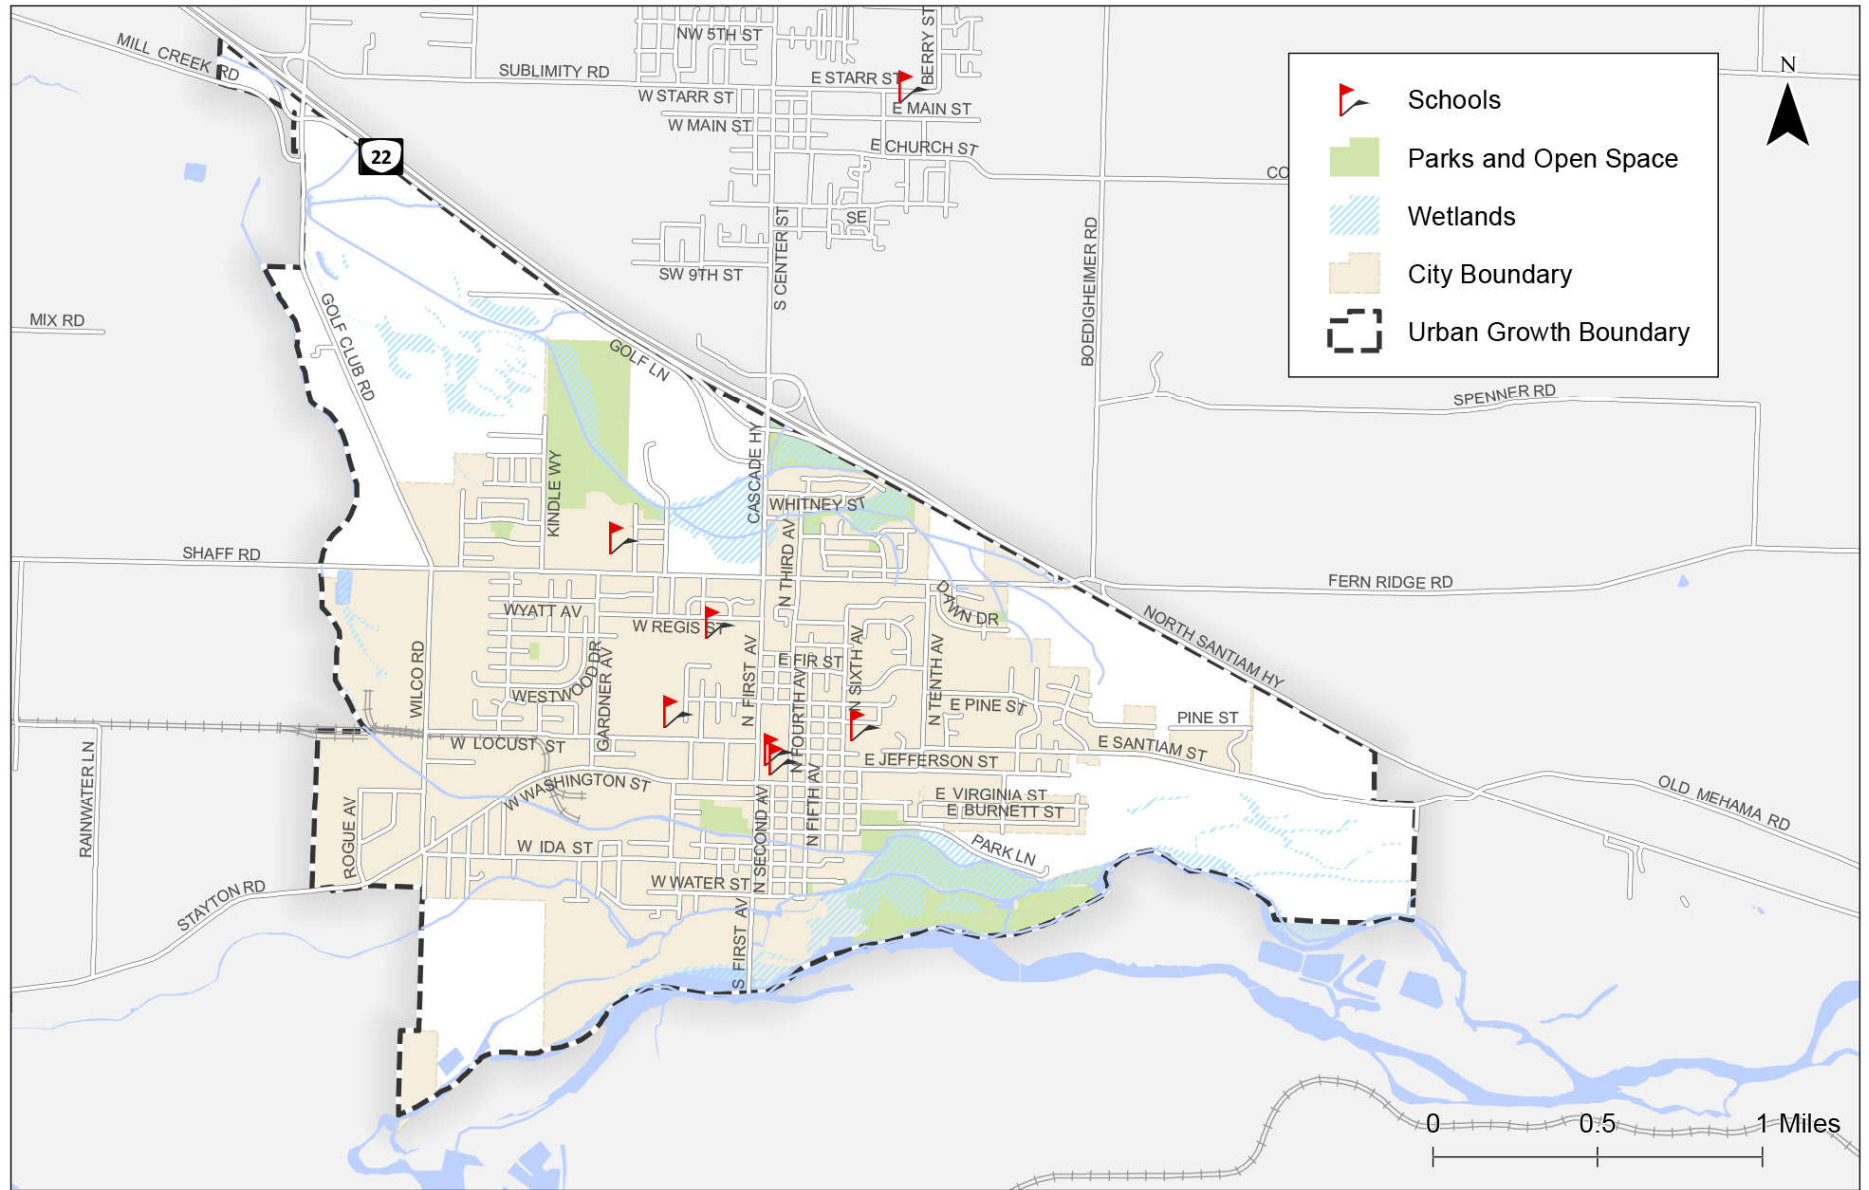 NW 5TH ST
BERRY ST
MILL CREEK RD
SUBLIMITY RD
E STARR ST
W STARR ST
E MAIN ST
W MAIN ST
E CHURCH ST
22
CO
SE
S CENTER ST
SW 9TH ST
BOEDIGHEIMER RD
MIX RD
GOLF CLUB RD
GOLF LN
SPENNER RD
CASCADE HY
KINDLE WY
WHITNEY ST
N THIRD AV
SHAFF RD
FERN RIDGE RD
WYATT AV
W REGIS ST
DAWN DR
NORTH SANTIAM HY
E FIR ST
N SIXTH AV
N TENTH AV
WILCO RD
WESTWOOD DR
GARDNER AV
N FIRST AV
N FOURTH AV
E PINE ST
PINE ST
W LOCUST ST
E SANTIAM ST
E JEFFERSON ST
RAINWATER LN
W WASHINGTON ST
E VIRGINIA ST
E BURNETT ST
OLD MEHAMA RD
ROGUE AV
N SECOND AV
N FIFTH AV
W IDA ST
PARK LN
W WATER ST
STAYTON RD
S FIRST AV
N
Schools
Parks and Open Space
Wetlands
City Boundary
Urban Growth Boundary
0 0.5 1 Miles